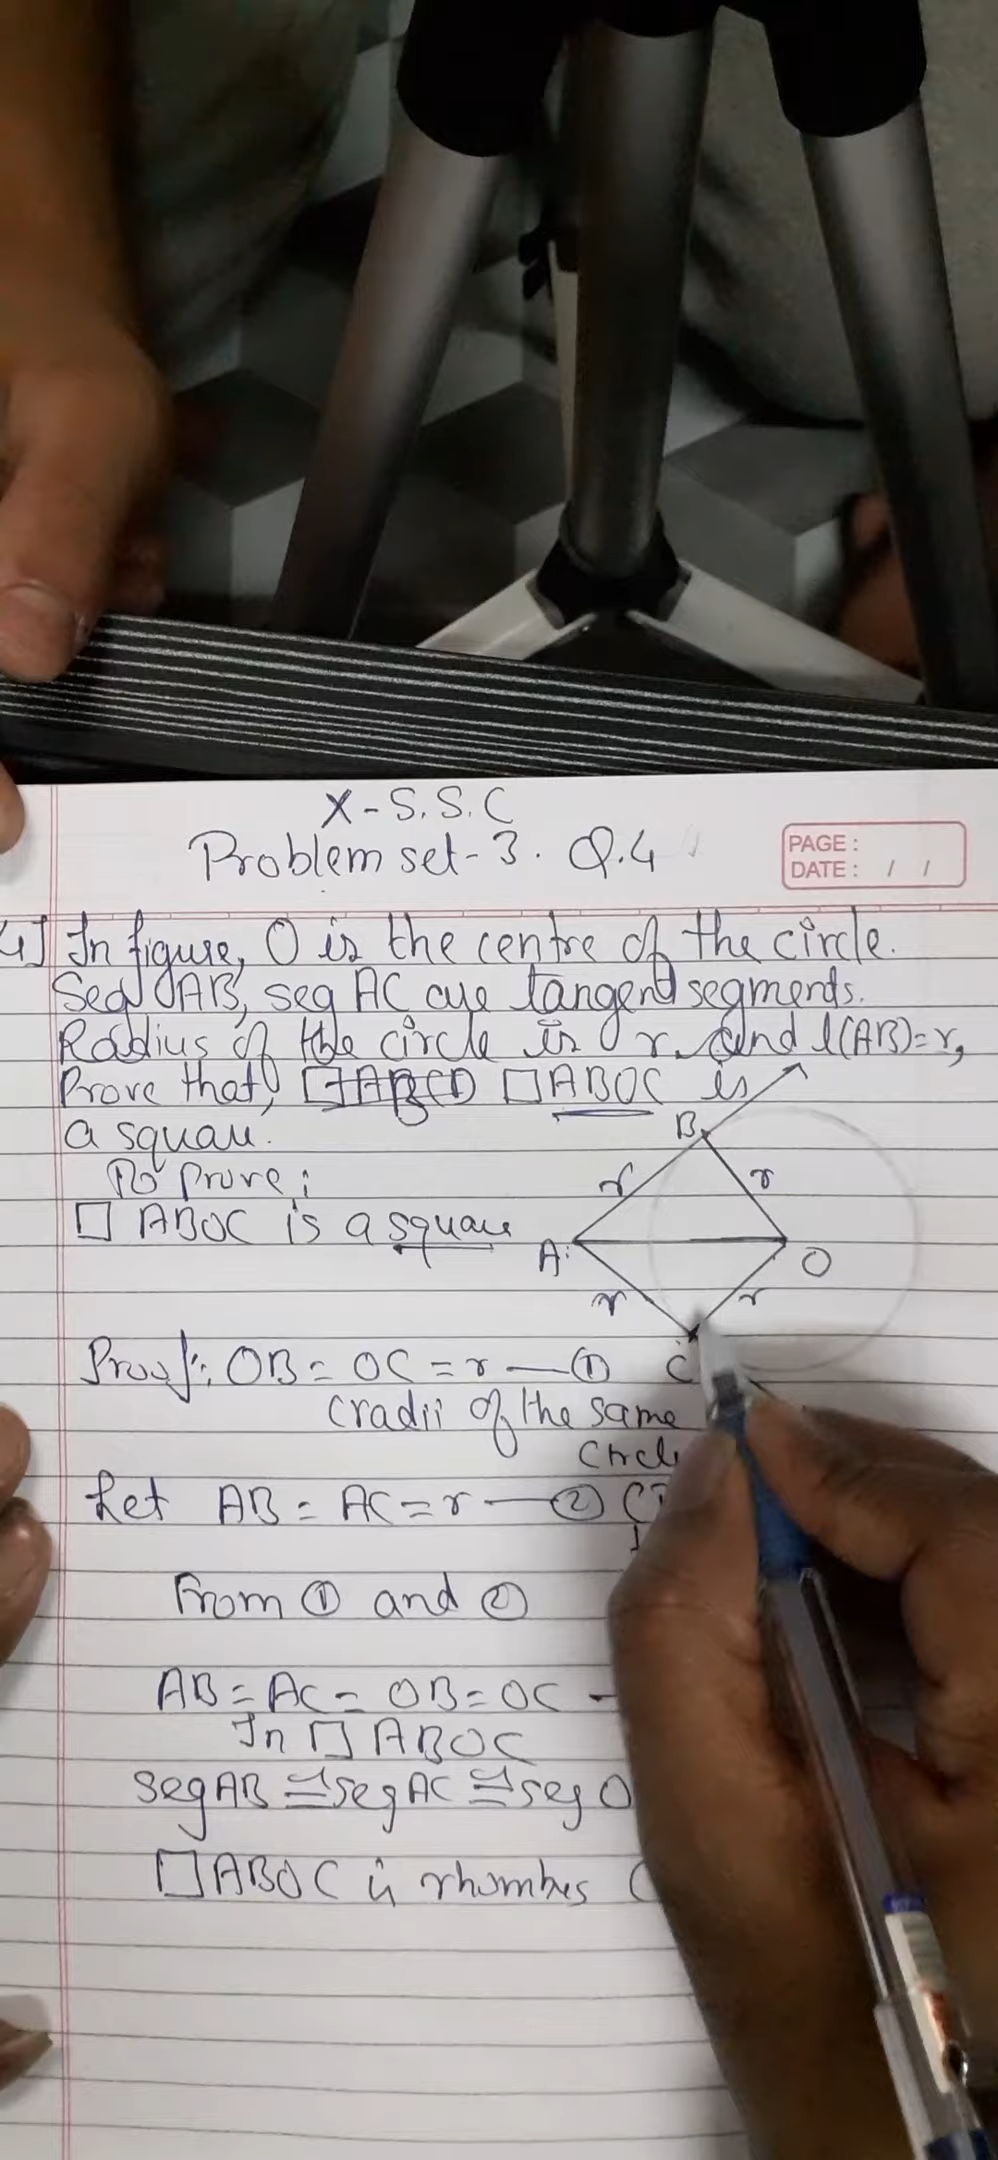 X - S.S.C
Problem set - 3. Q.4
PAGE :
DATE : / /
4] In figure, O is the centre of the circle.
Seg AB, seg AC are tangent segments.
Radius of the circle is r and l(AB)=r,
Prove that, □ABCD □ABOC is
a square.
To prove;
□ ABOC is a square
B
r r
A
O
r r
C
Proof: OB = OC = r — ①
(radii of the same
Circle
Let AB = AC = r — ②
From ① and ②
AB = AC = OB = OC -
In □ ABOC
seg AB ≅ seg AC ≅ seg O
□ABOC is rhombus (